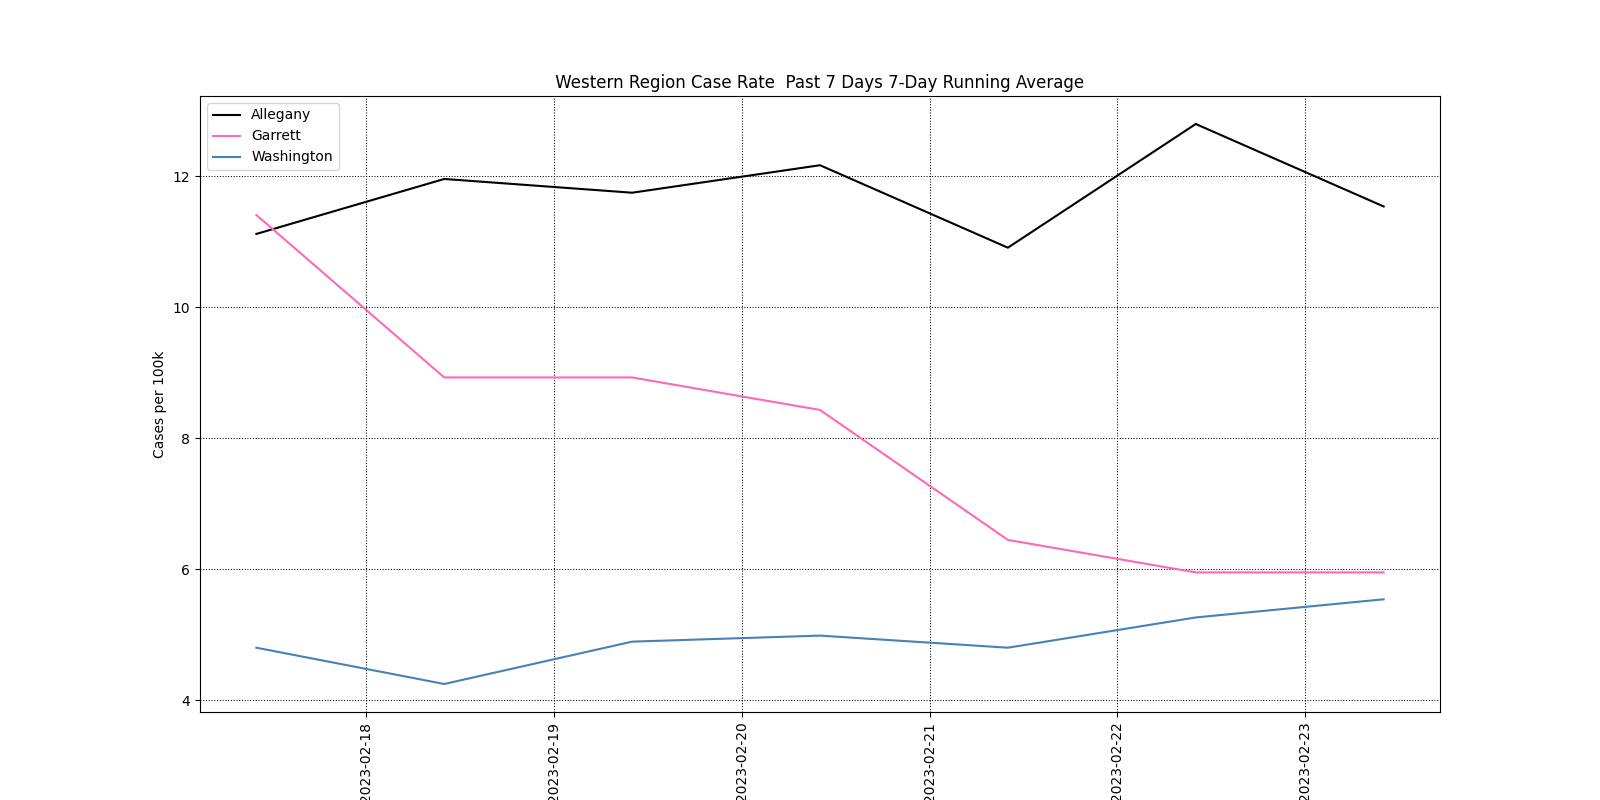 Western Region Case Rate  Past 7 Days 7-Day Running Average
Allegany
Garrett
Washington
Cases per 100k
12
10
8
6
4
2023-02-18
2023-02-19
2023-02-20
2023-02-21
2023-02-22
2023-02-23